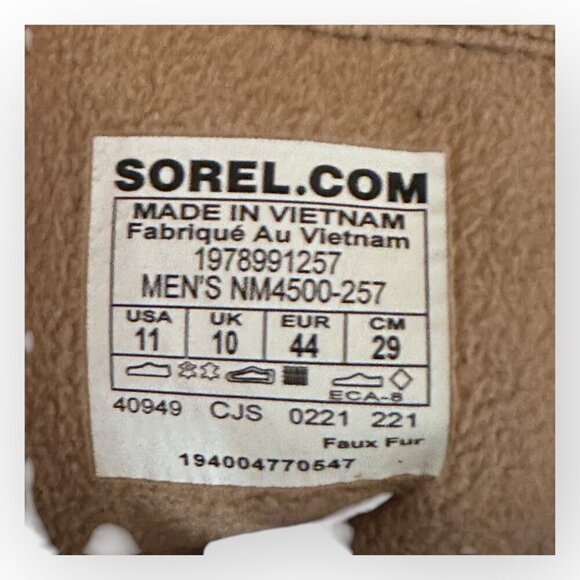 SOREL.COM
MADE IN VIETNAM
Fabriqué Au Vietnam
1978991257
MEN'S NM4500-257
USA UK EUR CM
11 10 44 29
ECA-8
40949 CJS 0221 221
Faux Fur
194004770547